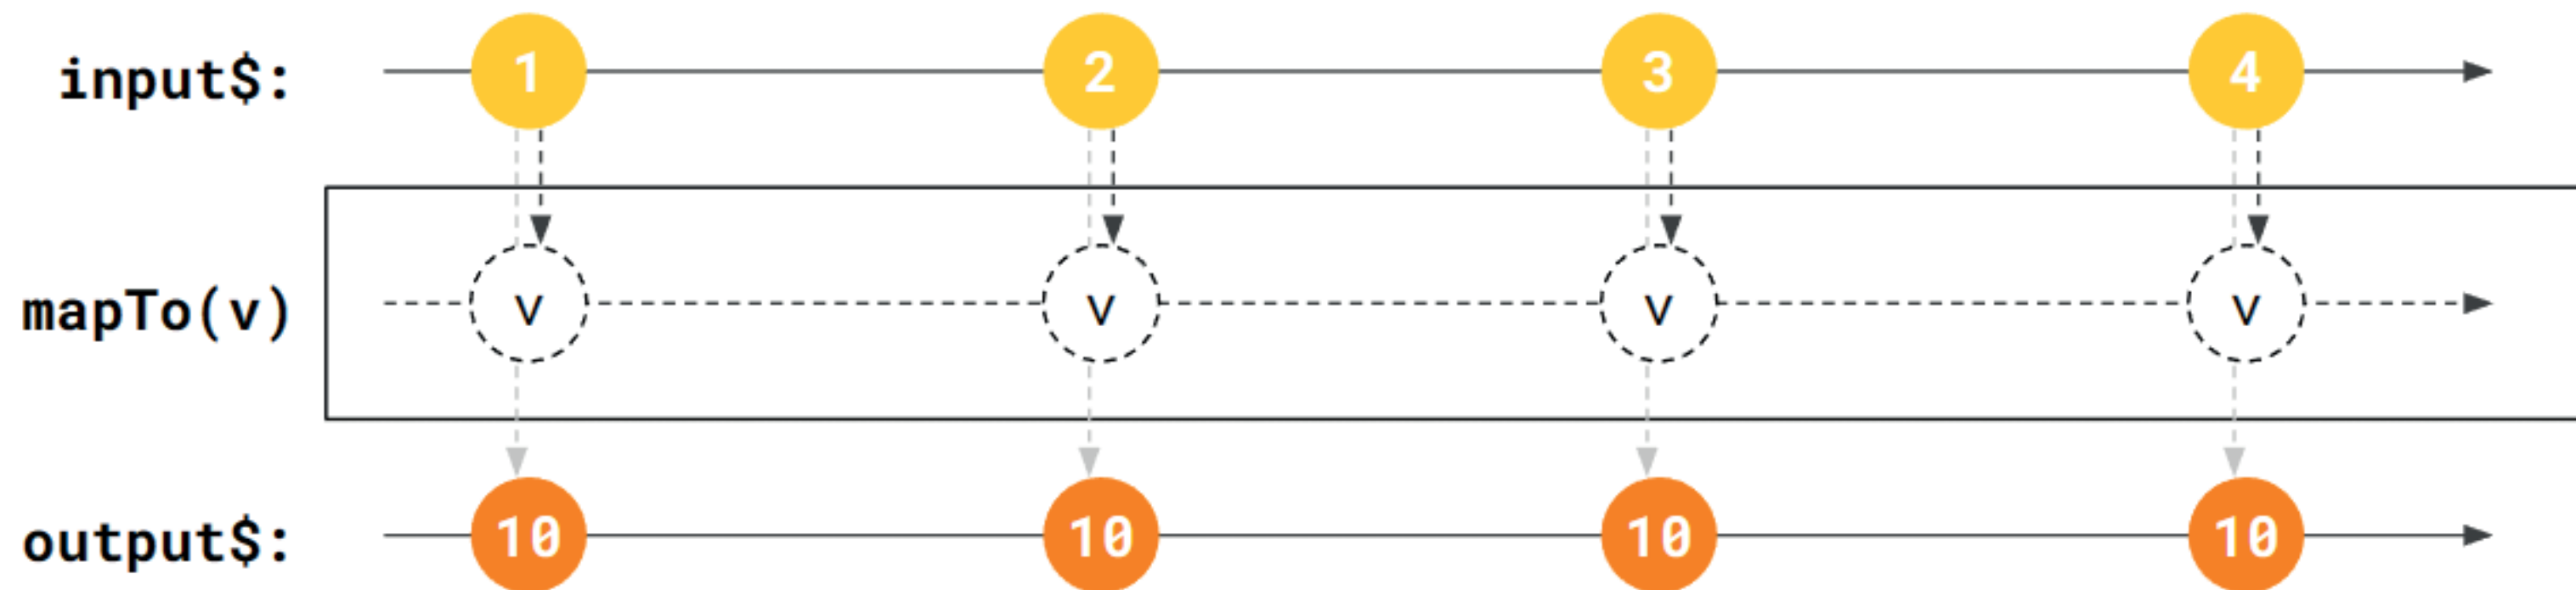 input$: 1 2 3 4
mapTo(v) v v v v
output$: 10 10 10 10